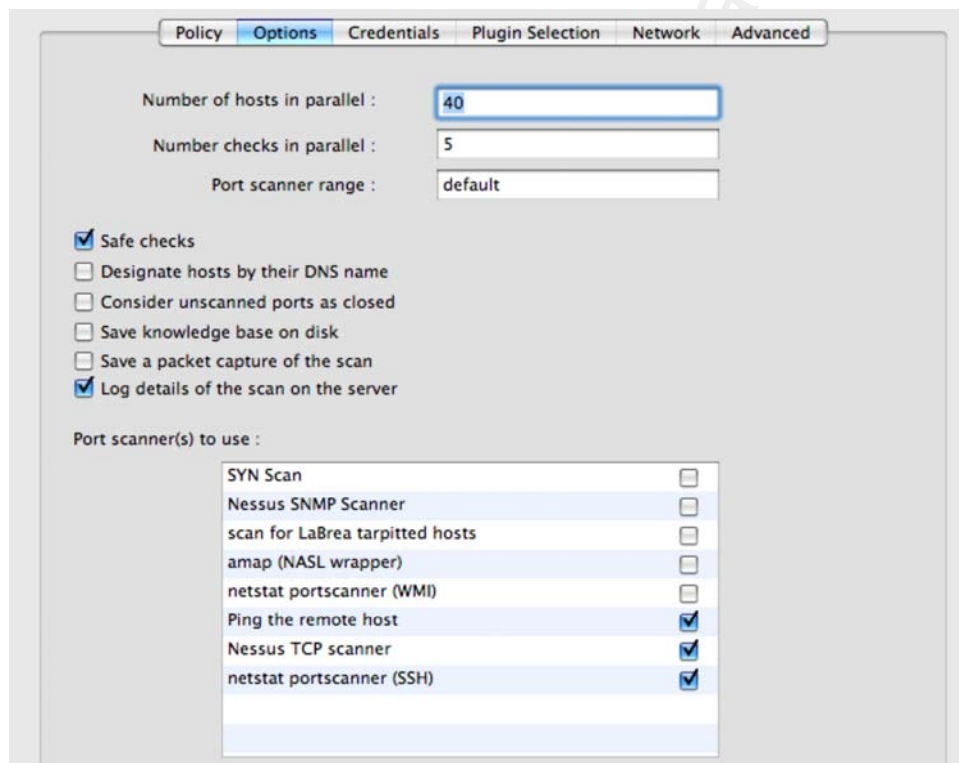 Policy Options Credentials Plugin Selection Network Advanced
Number of hosts in parallel : 40
Number checks in parallel : 5
Port scanner range : default
Safe checks
Designate hosts by their DNS name
Consider unscanned ports as closed
Save knowledge base on disk
Save a packet capture of the scan
Log details of the scan on the server
Port scanner(s) to use :
SYN Scan
Nessus SNMP Scanner
scan for LaBrea tarpitted hosts
amap (NASL wrapper)
netstat portscanner (WMI)
Ping the remote host
Nessus TCP scanner
netstat portscanner (SSH)